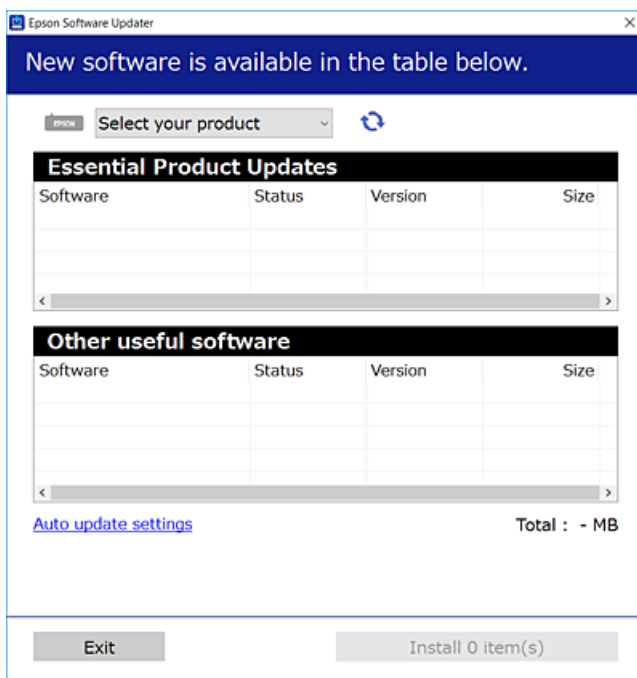 Epson Software Updater
New software is available in the table below.
EPSON Select your product
Essential Product Updates
Software Status Version Size
Other useful software
Software Status Version Size
Auto update settings Total : - MB
Exit Install 0 item(s)